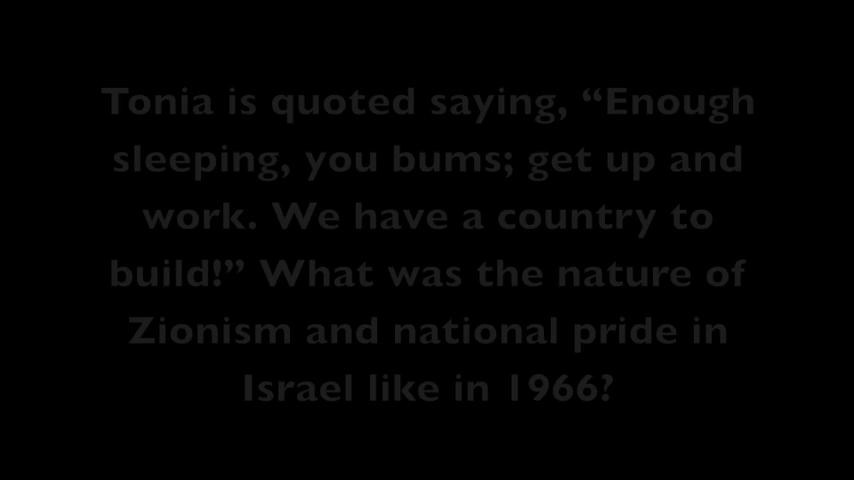 Tonia is quoted saying, “Enough
sleeping, you bums; get up and
work. We have a country to
build!” What was the nature of
Zionism and national pride in
Israel like in 1966?